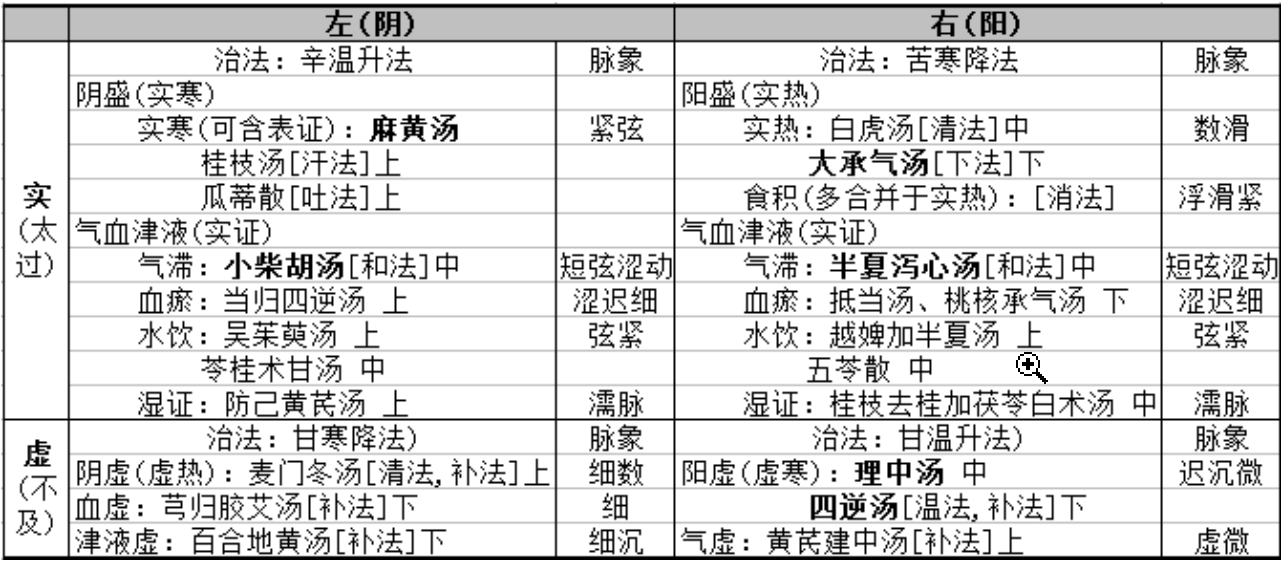 左(阴) 右(阳)
治法：辛温升法 脉象 治法：苦寒降法 脉象
阴盛(实寒) 阳盛(实热)
实寒(可含表证)：麻黄汤 紧弦 实热：白虎汤[清法]中 数滑
桂枝汤[汗法]上 大承气汤[下法]下
实 瓜蒂散[吐法]上 食积(多合并于实热)：[消法] 浮滑紧
(太 气血津液(实证) 气血津液(实证)
过) 气滞：小柴胡汤[和法]中 短弦涩动 气滞：半夏泻心汤[和法]中 短弦涩动
血瘀：当归四逆汤 上 涩迟细 血瘀：抵当汤、桃核承气汤 下 涩迟细
水饮：吴茱萸汤 上 弦紧 水饮：越婢加半夏汤 上 弦紧
苓桂术甘汤 中 五苓散 中
湿证：防己黄芪汤 上 濡脉 湿证：桂枝去桂加茯苓白术汤 中 濡脉
虚 治法：甘寒降法) 脉象 治法：甘温升法) 脉象
(不 阴虚(虚热)：麦门冬汤[清法,补法]上 细数 阳虚(虚寒)：理中汤 中 迟沉微
及) 血虚：芎归胶艾汤[补法]下 细 四逆汤[温法,补法]下
津液虚：百合地黄汤[补法]下 细沉 气虚：黄芪建中汤[补法]上 虚微